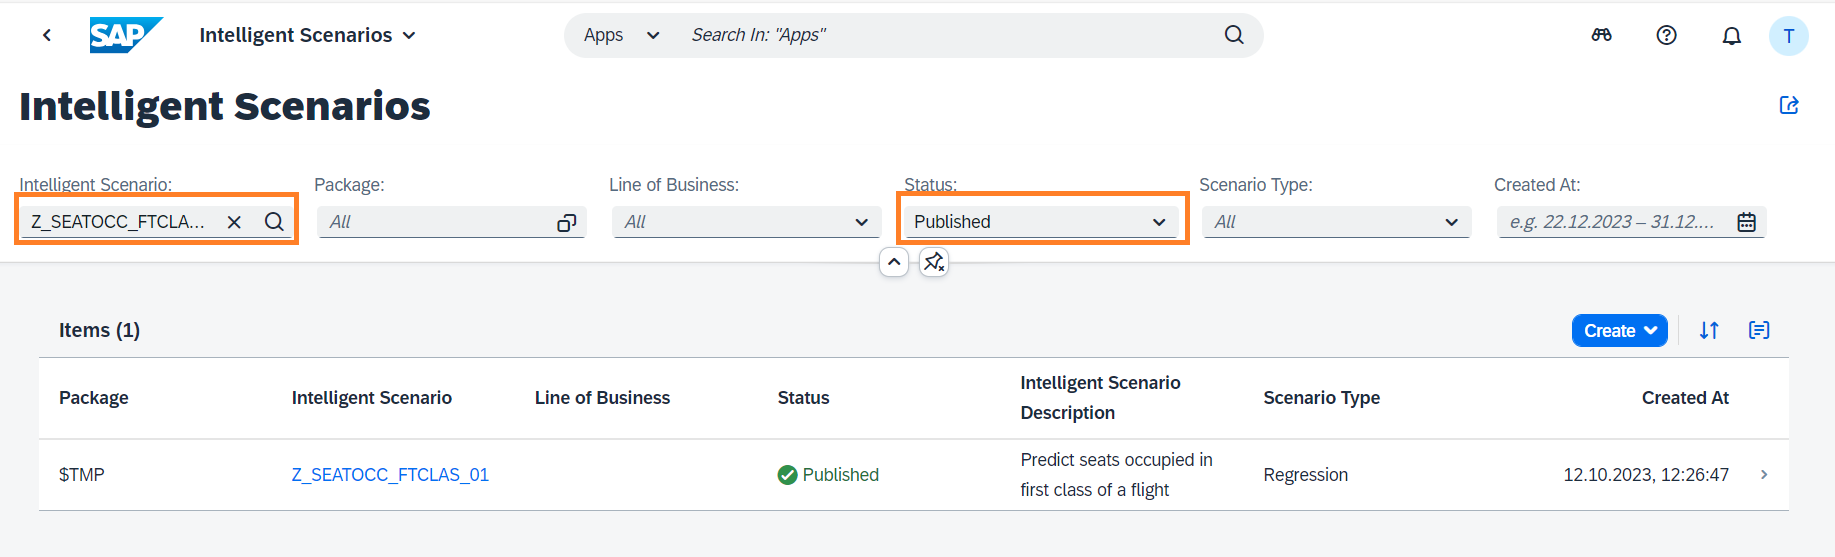 SAP Intelligent Scenarios Apps Search In: "Apps" T
Intelligent Scenarios
Intelligent Scenario: Package: Line of Business: Status: Scenario Type: Created At:
Z_SEATOCC_FTCLA... All All Published All e.g. 22.12.2023 – 31.12....
Items (1) Create
Package Intelligent Scenario Line of Business Status Intelligent Scenario Description Scenario Type Created At
$TMP Z_SEATOCC_FTCLAS_01 Published Predict seats occupied in first class of a flight Regression 12.10.2023, 12:26:47